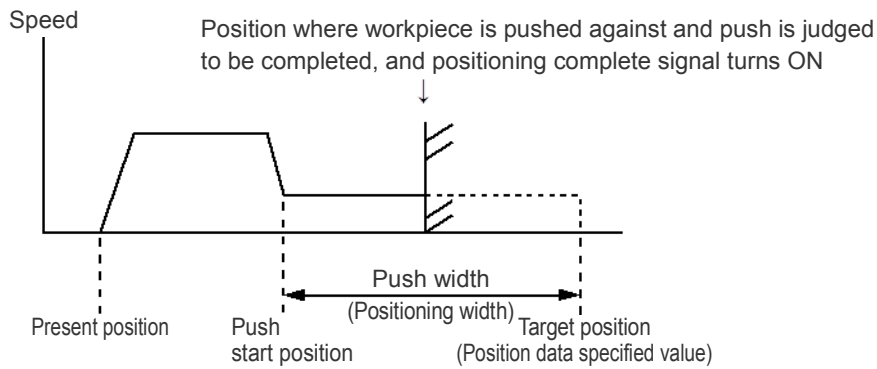 Speed
Position where workpiece is pushed against and push is judged
to be completed, and positioning complete signal turns ON
Push width
(Positioning width)
Present position
Push
start position
Target position
(Position data specified value)